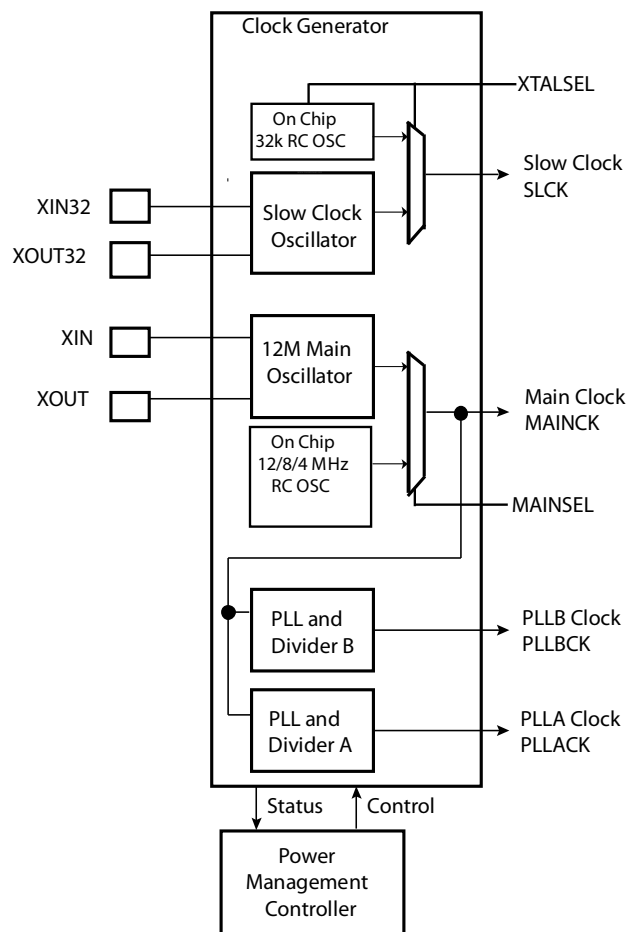 Clock Generator
XTALSEL
On Chip
32k RC OSC
Slow Clock
SLCK
XIN32
Slow Clock
Oscillator
XOUT32
XIN
12M Main
Oscillator
XOUT
Main Clock
MAINCK
On Chip
12/8/4 MHz
RC OSC
MAINSEL
PLL and
Divider B
PLLB Clock
PLLBCK
PLL and
Divider A
PLLA Clock
PLLACK
Status
Control
Power
Management
Controller